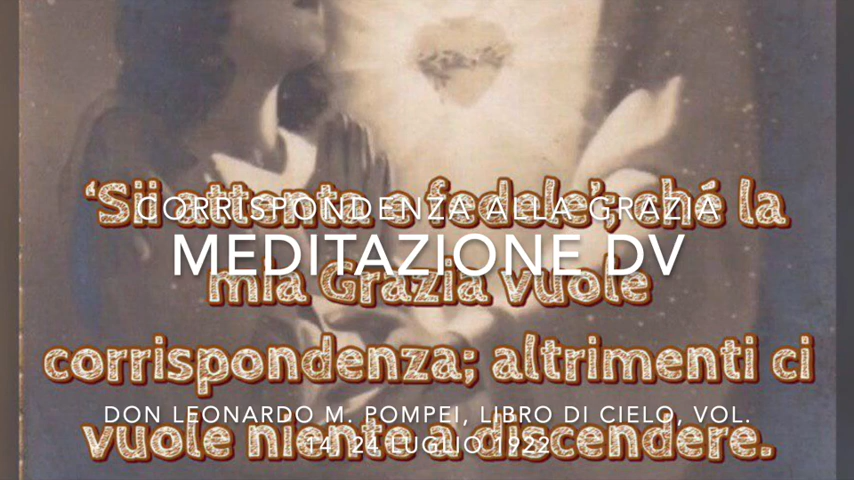 ‘Sii attenta e fedele’, ché la
CORRISPONDENZA ALLA GRAZIA
MEDITAZIONE DV
mia Grazia vuole
corrispondenza; altrimenti ci
DON LEONARDO M. POMPEI, LIBRO DI CIELO, VOL.
14, 24 LUGLIO 1922
vuole niente a discendere.